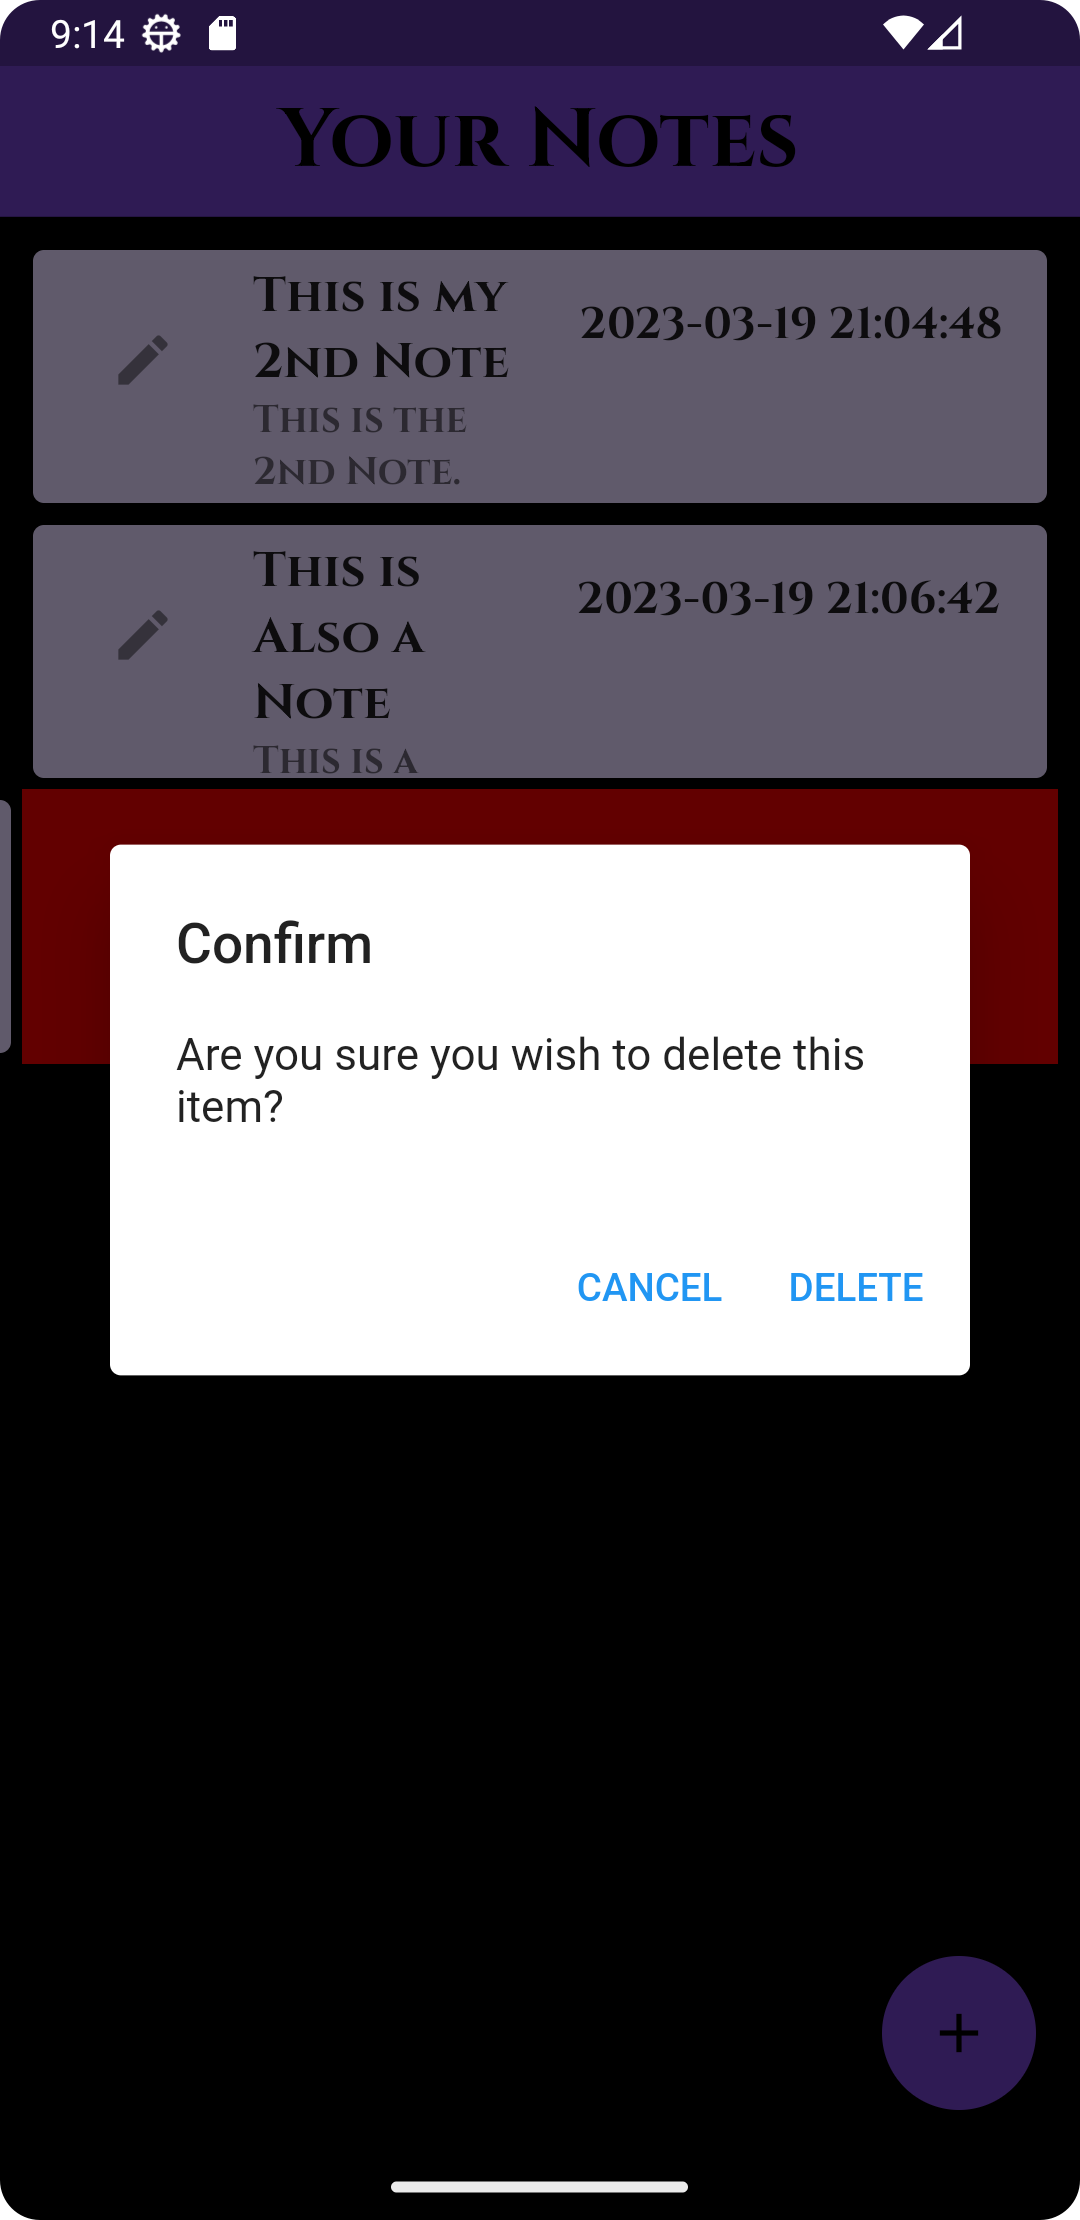 9:14
Your Notes
This is my
2nd Note
2023-03-19 21:04:48
This is the
2nd Note.
This is
Also a
Note
2023-03-19 21:06:42
This is a
Confirm
Are you sure you wish to delete this
item?
CANCEL DELETE